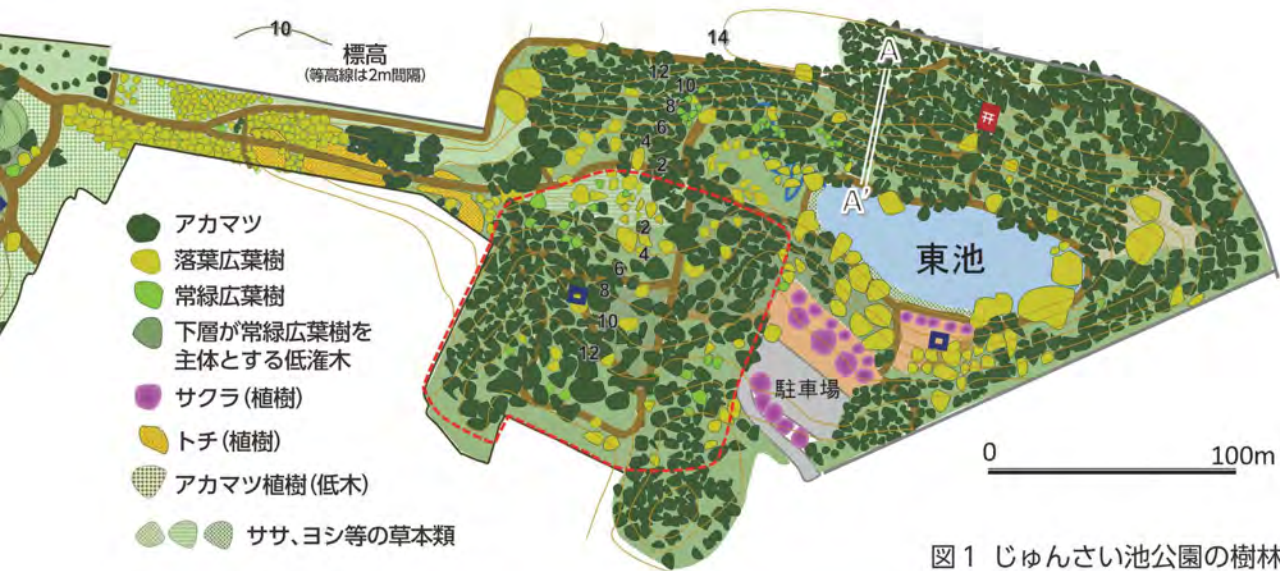 10
標高
(等高線は2m間隔)
14
12
10
8
6
4
2
A
A'
开
東池
2
4
6
8
10
12
駐車場
アカマツ
落葉広葉樹
常緑広葉樹
下層が常緑広葉樹を
主体とする低潅木
サクラ(植樹)
トチ(植樹)
アカマツ植樹(低木)
ササ、ヨシ等の草本類
0 100m
図1 じゅんさい池公園の樹林